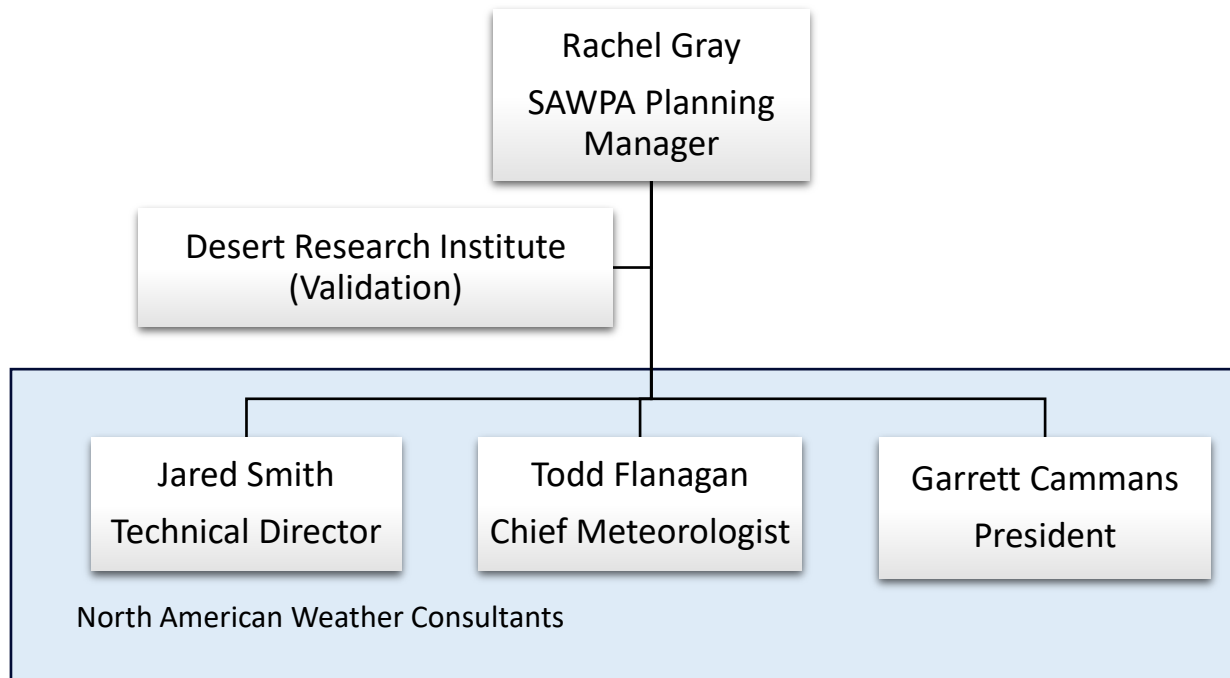 Rachel Gray
SAWPA Planning
Manager
Desert Research Institute
(Validation)
Jared Smith
Technical Director
Todd Flanagan
Chief Meteorologist
Garrett Cammans
President
North American Weather Consultants